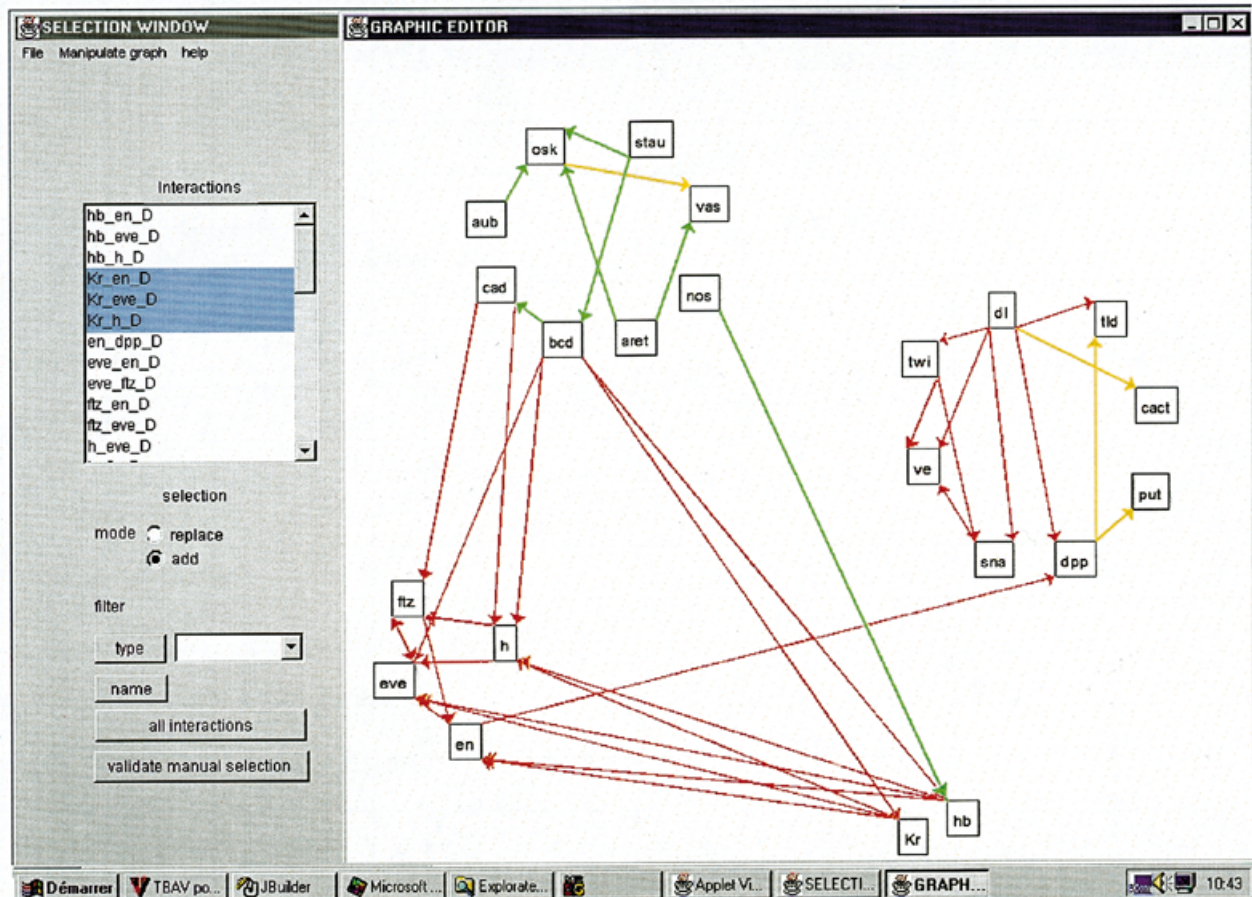 SELECTION WINDOW
File Manipulate graph help
Interactions
hb_en_D
hb_eve_D
hb_h_D
Kr_en_D
Kr_eve_D
Kr_h_D
en_dpp_D
eve_en_D
eve_ftz_D
ftz_en_D
ftz_eve_D
h_eve_D
selection
mode replace
add
filter
type
name
all interactions
validate manual selection
GRAPHIC EDITOR
osk
stau
aub
vas
cad
nos
bcd
aret
dl
tld
twi
cact
ve
put
sna
dpp
ftz
h
eve
en
hb
Kr
Démarrer TBAV po... JBuilder Microsoft ... Explorate... Applet Vi... SELECTI... GRAPH... 10:43